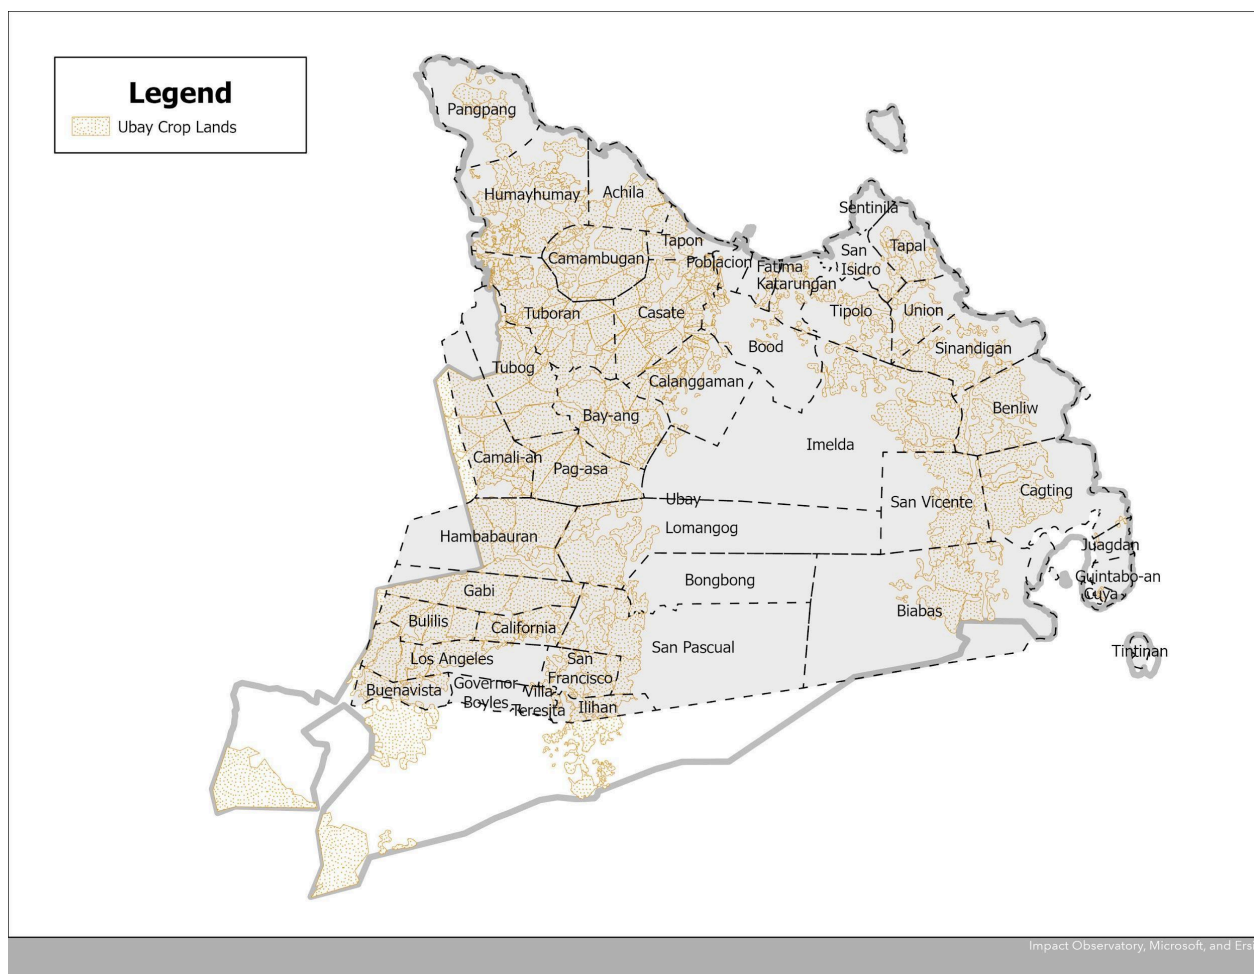 Legend
Ubay Crop Lands
Pangpang
Humayhumay
Achila
Sentinila
Tapon
Tapal
San
Isidro
Camambugan
Poblacion
Fatima
Katarungan
Tuboran
Casate
Tipolo
Union
Bood
Sinandigan
Tubog
Calanggaman
Bay-ang
Benliw
Imelda
Camali-an
Pag-asa
Cagting
Ubay
San Vicente
Lomangog
Hambabauran
Juagdan
Bongbong
Guintabo-an
Gabi
Cuya
Biabas
Bulilis
California
San Pascual
Tintinan
Los Angeles
San
Francisco
Buenavista
Governor
Boyles
Villa
Teresita
Ilihan
Impact Observatory, Microsoft, and Esri